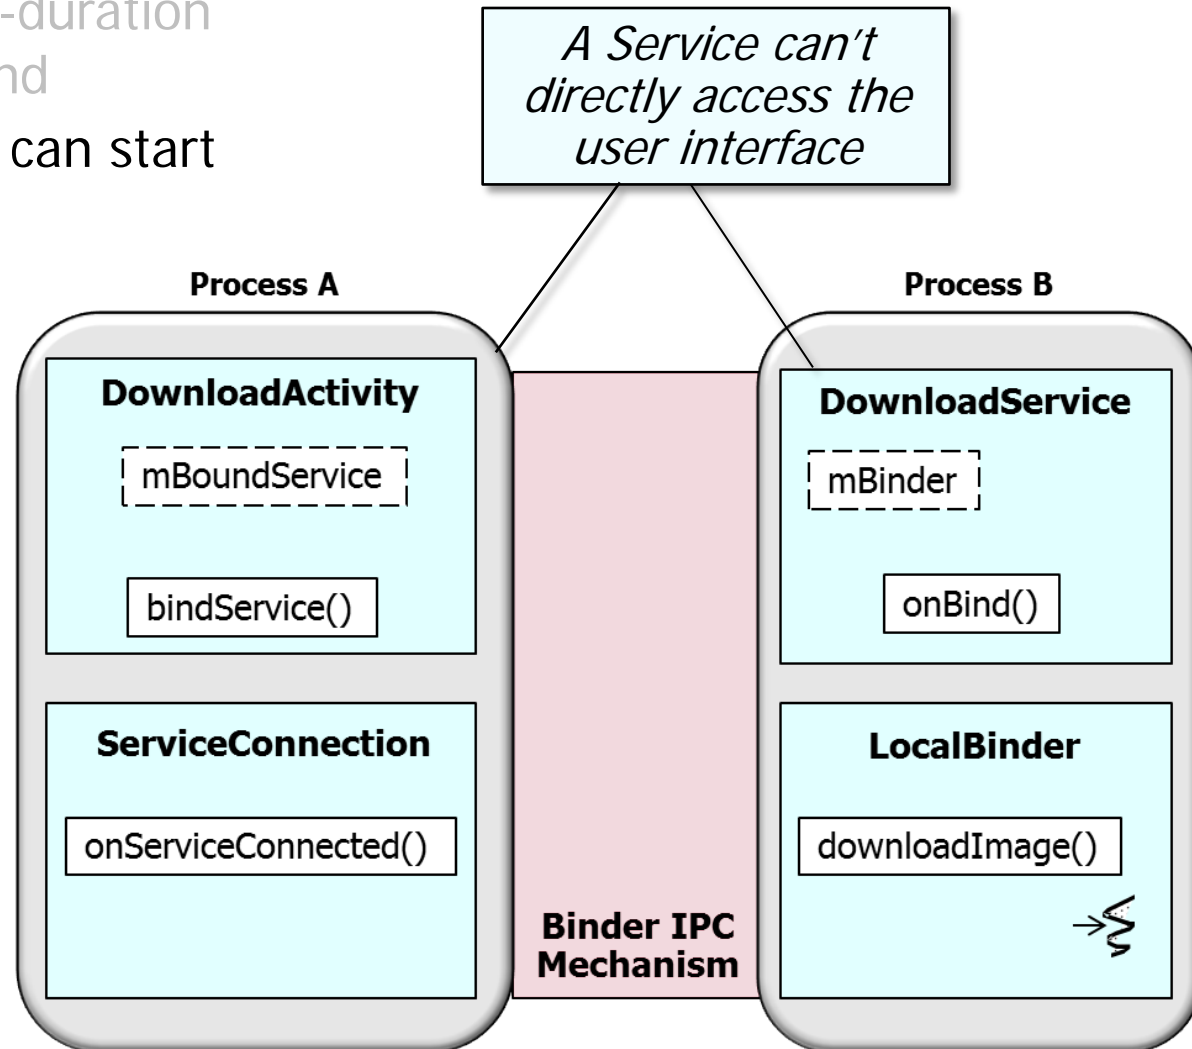 -duration
nd
can start
A Service can't
directly access the
user interface
Process A
Process B
DownloadActivity
mBoundService
bindService()
DownloadService
mBinder
onBind()
ServiceConnection
onServiceConnected()
LocalBinder
downloadImage()
Binder IPC
Mechanism